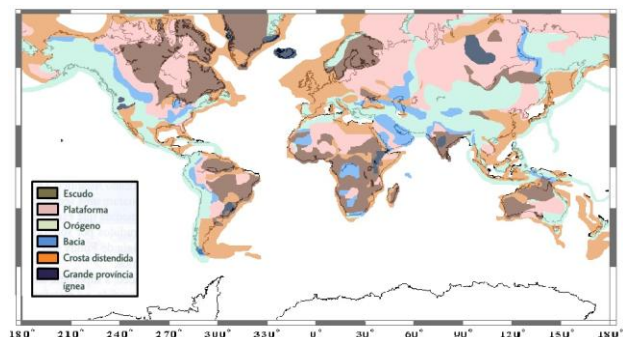 Escudo
Plataforma
Orógeno
Bacia
Crosta distendida
Grande província
ígnea
180° 210° 240° 270° 300° 330° 0° 30° 60° 90° 120° 150° 180°